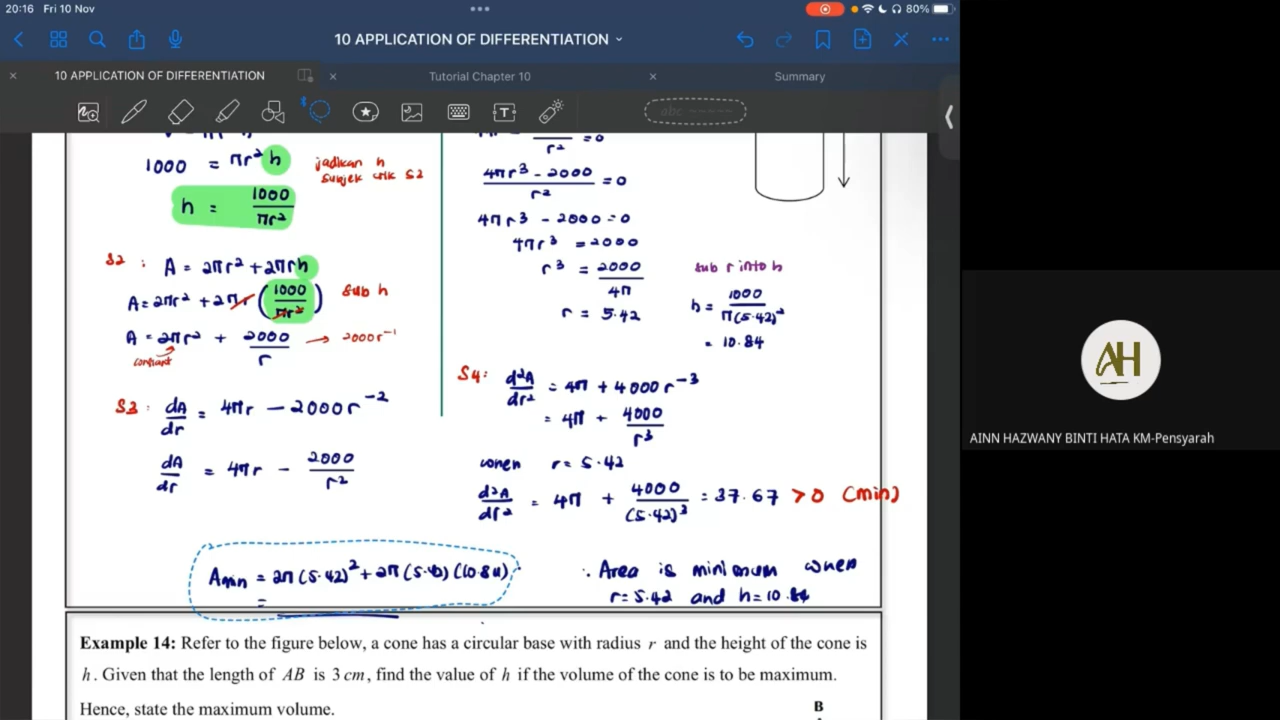 20:16 Fri 10 Nov
80%
10 APPLICATION OF DIFFERENTIATION
10 APPLICATION OF DIFFERENTIATION
Tutorial Chapter 10
Summary
1000 = πr² h
jadikan h
subjek utk S2
h = 1000/πr²
S2 : A = 2πr² + 2πrh
A = 2πr² + 2πr (1000/πr²) sub h
A = 2πr² + 2000/r → 2000r⁻¹
constant
S3 : dA/dr = 4πr − 2000r⁻²
dA/dr = 4πr − 2000/r²
Amin = 2π(5.42)² + 2π(5.42)(10.84)
=
r² = 0
4πr³ − 2000/r² = 0
4πr³ − 2000 = 0
4πr³ = 2000
r³ = 2000/4π
r = 5.42
sub r into h
h = 1000/π(5.42)²
= 10.84
S4: d²A/dr² = 4π + 4000r⁻³
= 4π + 4000/r³
when r = 5.42
d²A/dr² = 4π + 4000/(5.42)³ = 37.67 > 0 (min)
∴ Area is minimum when
r = 5.42 and h = 10.84
Example 14: Refer to the figure below, a cone has a circular base with radius r and the height of the cone is
h. Given that the length of AB is 3 cm, find the value of h if the volume of the cone is to be maximum.
Hence, state the maximum volume.
B
AH
AINN HAZWANY BINTI HATA KM-Pensyarah